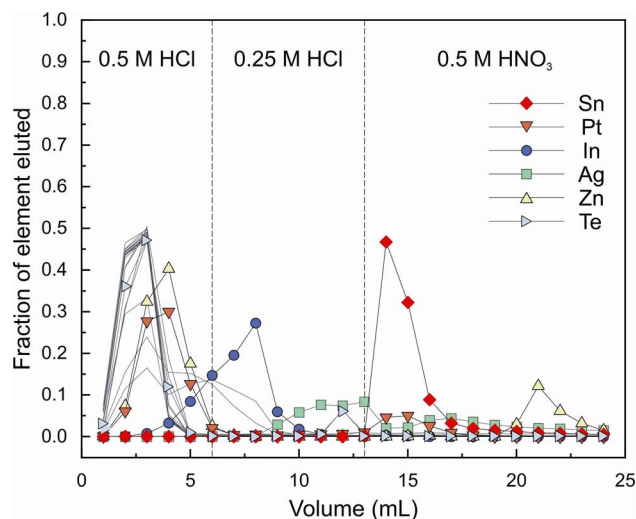 1.0
0.9
0.8
0.7
0.6
0.5
0.4
0.3
0.2
0.1
0.0
Fraction of element eluted
0.5 M HCl
0.25 M HCl
0.5 M HNO₃
Sn
Pt
In
Ag
Zn
Te
0 5 10 15 20 25
Volume (mL)